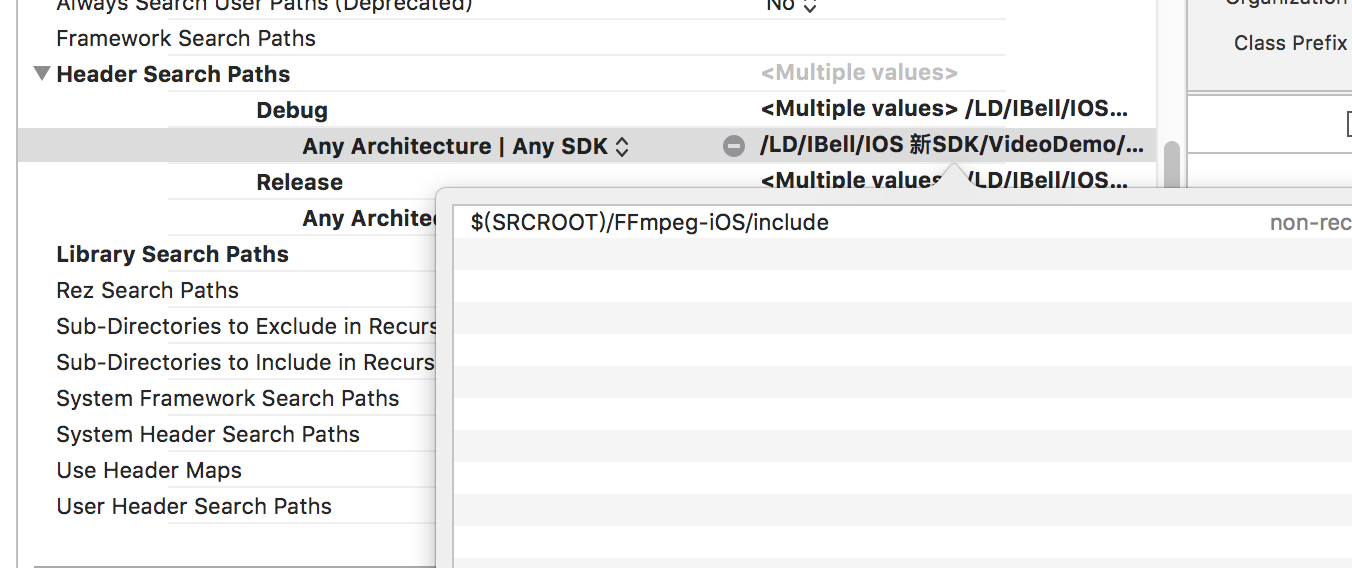 Always Search User Paths (Deprecated) No
Organization
Framework Search Paths
Class Prefix
Header Search Paths <Multiple values>
Debug <Multiple values> /LD/IBell/IOS...
Any Architecture | Any SDK /LD/IBell/IOS 新SDK/VideoDemo/...
Release <Multiple values /LD/IBell/IOS...
Any Archite
$(SRCROOT)/FFmpeg-iOS/include non-rec
Library Search Paths
Rez Search Paths
Sub-Directories to Exclude in Recurs
Sub-Directories to Include in Recurs
System Framework Search Paths
System Header Search Paths
Use Header Maps
User Header Search Paths